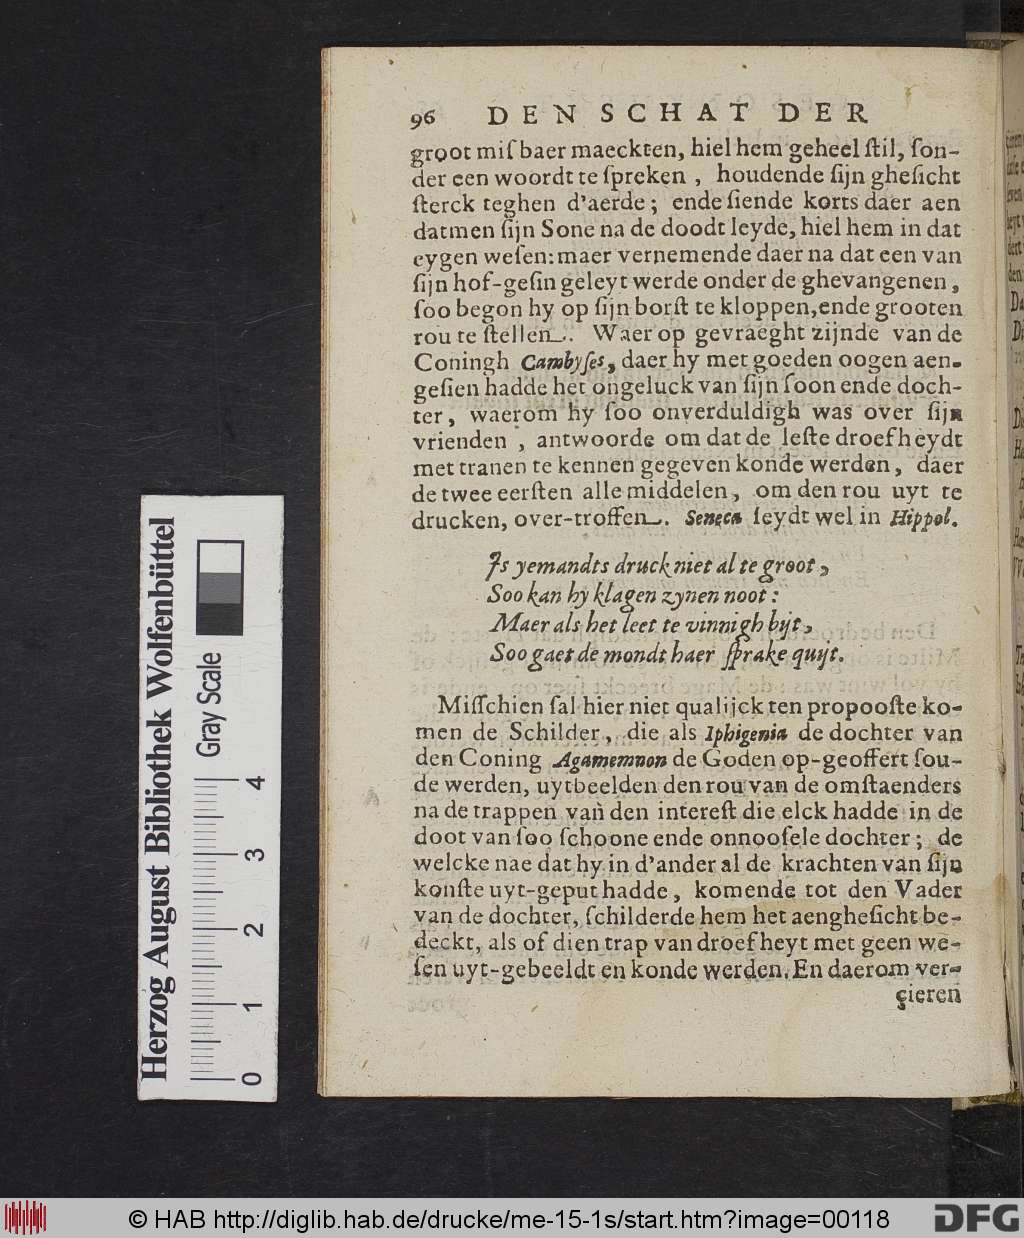 96 DEN SCHAT DER
groot miſbaer maeckten, hiel hem geheel ſtil, ſon-
der een woordt te ſpreken , houdende ſijn gheſicht
ſterck teghen d'aerde ; ende ſiende korts daer aen
datmen ſijn Sone na de doodt leyde, hiel hem in dat
eygen weſen: maer vernemende daer na dat een van
ſijn hof-geſin geleyt werde onder de ghevangenen ,
ſoo begon hy op ſijn borſt te kloppen, ende grooten
rou te ſtellen. Waer op gevraeght zijnde van de
Coningh Cambyſes, daer hy met goeden oogen aen-
geſien hadde het ongeluck van ſijn ſoon ende doch-
ter , waerom hy ſoo onverduldigh was over ſijn
vrienden , antwoorde om dat de leſte droefheydt
met tranen te kennen gegeven konde werden , daer
de twee eerſten alle middelen , om den rou uyt te
drucken, over-troffen. Seneca ſeydt wel in Hippol.
Is yemandts druck niet al te groot ,
Soo kan hy klagen zynen noot :
Maer als het leet te vinnigh bijt ,
Soo gaet de mondt haer ſprake quijt.
Miſſchien ſal hier niet qualijck ten propooſte ko-
men de Schilder , die als Iphigenia de dochter van
den Coning Agamemnon de Goden op-geoffert ſou-
de werden, uytbeelden den rou van de omſtaenders
na de trappen van den intereſt die elck hadde in de
doot van ſoo ſchoone ende onnooſele dochter ; de
welcke nae dat hy in d'ander al de krachten van ſijn
konſte uyt-geput hadde , komende tot den Vader
van de dochter, ſchilderde hem het aengheſicht be-
deckt, als of dien trap van droefheyt met geen we-
ſen uyt-gebeeldt en konde werden. En daerom ver-
çieren
Herzog August Bibliothek Wolfenbüttel
Gray Scale
0 1 2 3 4
© HAB http://diglib.hab.de/drucke/me-15-1s/start.htm?image=00118
DFG